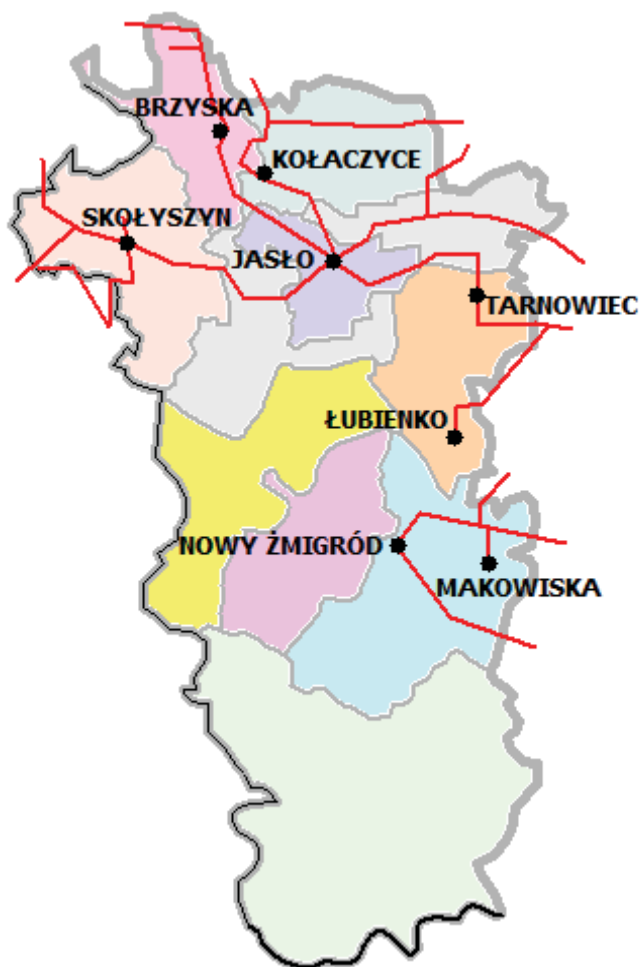 BRZYSKA
KOŁACZYCE
SKOŁYSZYN
JASŁO
TARNOWIEC
ŁUBIENKO
NOWY ŻMIGRÓD
MAKOWISKA